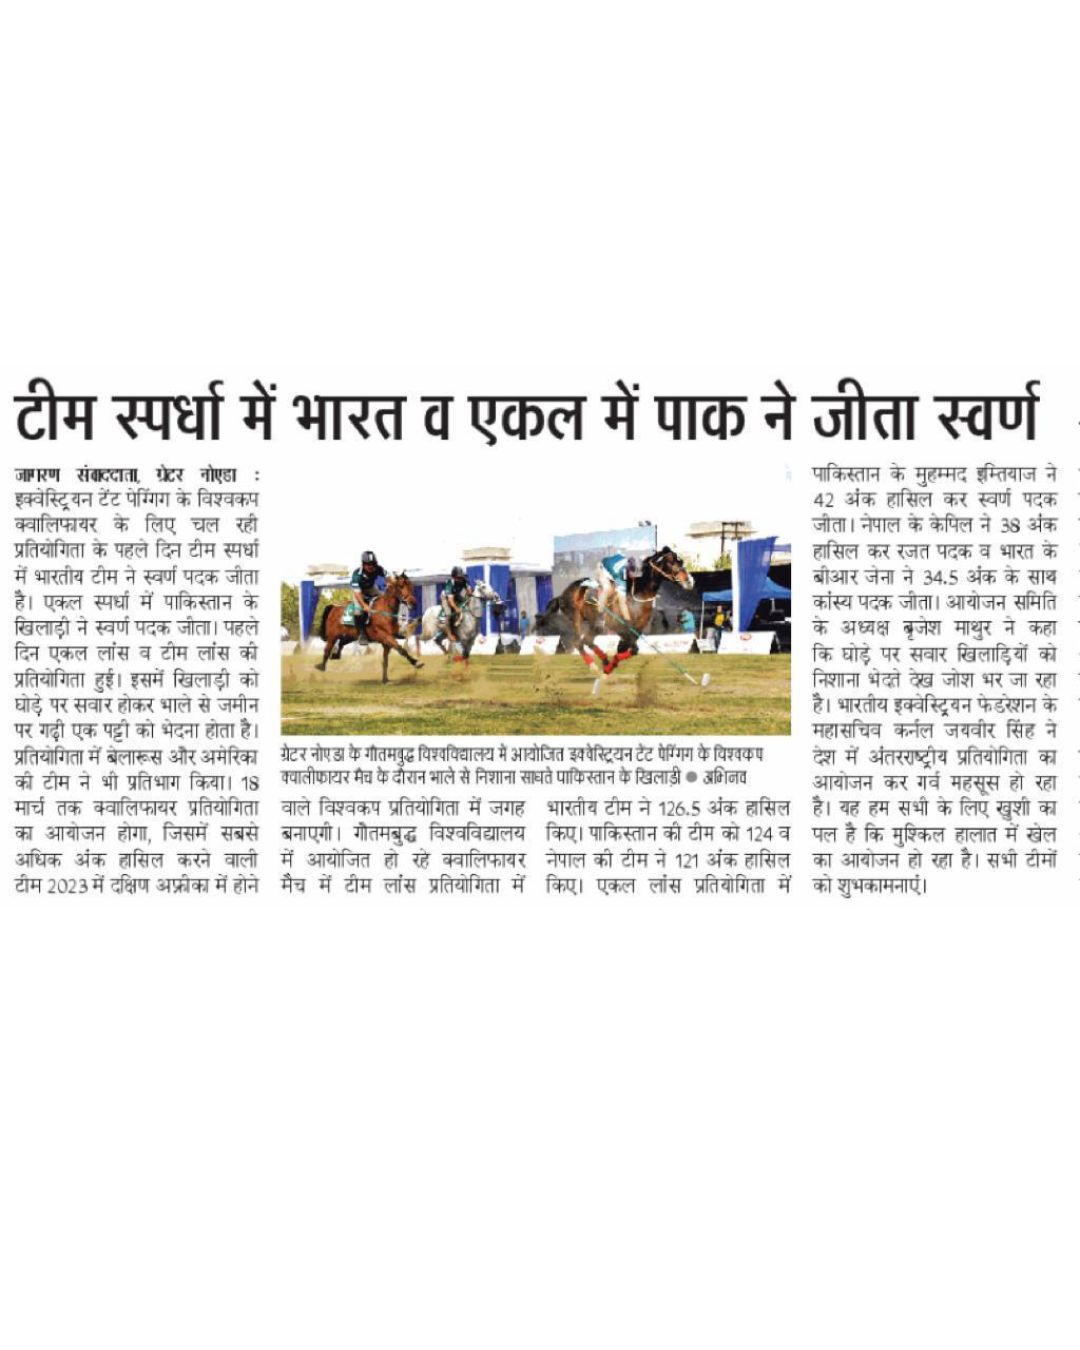 टीम स्पर्धा में भारत व एकल में पाक ने जीता स्वर्ण
जागरण संवाददाता, ग्रेटर नोएडा :
इक्वेस्ट्रियन टेंट पेग्गिंग के विश्वकप
क्वालिफायर के लिए चल रही
प्रतियोगिता के पहले दिन टीम स्पर्धा
में भारतीय टीम ने स्वर्ण पदक जीता
है। एकल स्पर्धा में पाकिस्तान के
खिलाड़ी ने स्वर्ण पदक जीता। पहले
दिन एकल लांस व टीम लांस की
प्रतियोगिता हुई। इसमें खिलाड़ी को
घोड़े पर सवार होकर भाले से जमीन
पर गढ़ी एक पट्टी को भेदना होता है।
प्रतियोगिता में बेलारूस और अमेरिका
की टीम ने भी प्रतिभाग किया। 18
मार्च तक क्वालिफायर प्रतियोगिता
का आयोजन होगा, जिसमें सबसे
अधिक अंक हासिल करने वाली
टीम 2023 में दक्षिण अफ्रीका में होने
ग्रेटर नोएडा के गौतमबुद्ध विश्वविद्यालय में आयोजित इक्वेस्ट्रियन टेंट पेग्गिंग के विश्वकप
क्वालीफायर मैच के दौरान भाले से निशाना साधते पाकिस्तान के खिलाड़ी ● अभिनव
वाले विश्वकप प्रतियोगिता में जगह
बनाएगी। गौतमबुद्ध विश्वविद्यालय
में आयोजित हो रहे क्वालिफायर
मैच में टीम लांस प्रतियोगिता में
भारतीय टीम ने 126.5 अंक हासिल
किए। पाकिस्तान की टीम को 124 व
नेपाल की टीम ने 121 अंक हासिल
किए। एकल लांस प्रतियोगिता में
पाकिस्तान के मुहम्मद इम्तियाज ने
42 अंक हासिल कर स्वर्ण पदक
जीता। नेपाल के केपिल ने 38 अंक
हासिल कर रजत पदक व भारत के
बीआर जेना ने 34.5 अंक के साथ
कांस्य पदक जीता। आयोजन समिति
के अध्यक्ष बृजेश माथुर ने कहा
कि घोड़े पर सवार खिलाड़ियों को
निशाना भेदते देख जोश भर जा रहा
है। भारतीय इक्वेस्ट्रियन फेडरेशन के
महासचिव कर्नल जयवीर सिंह ने
देश में अंतरराष्ट्रीय प्रतियोगिता का
आयोजन कर गर्व महसूस हो रहा
है। यह हम सभी के लिए खुशी का
पल है कि मुश्किल हालात में खेल
का आयोजन हो रहा है। सभी टीमों
को शुभकामनाएं।